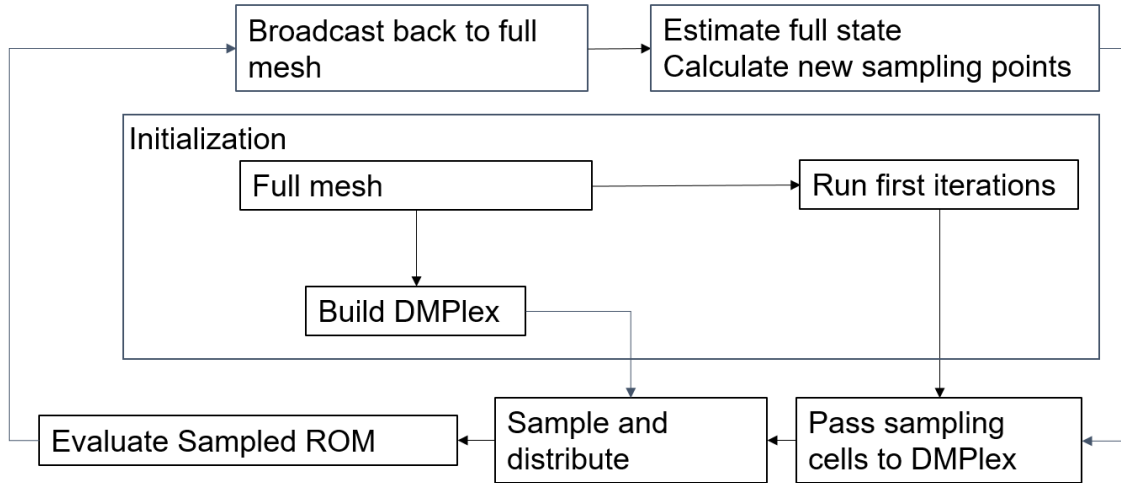 Broadcast back to full
mesh
Estimate full state
Calculate new sampling points
Initialization
Full mesh
Run first iterations
Build DMPlex
Evaluate Sampled ROM
Sample and
distribute
Pass sampling
cells to DMPlex